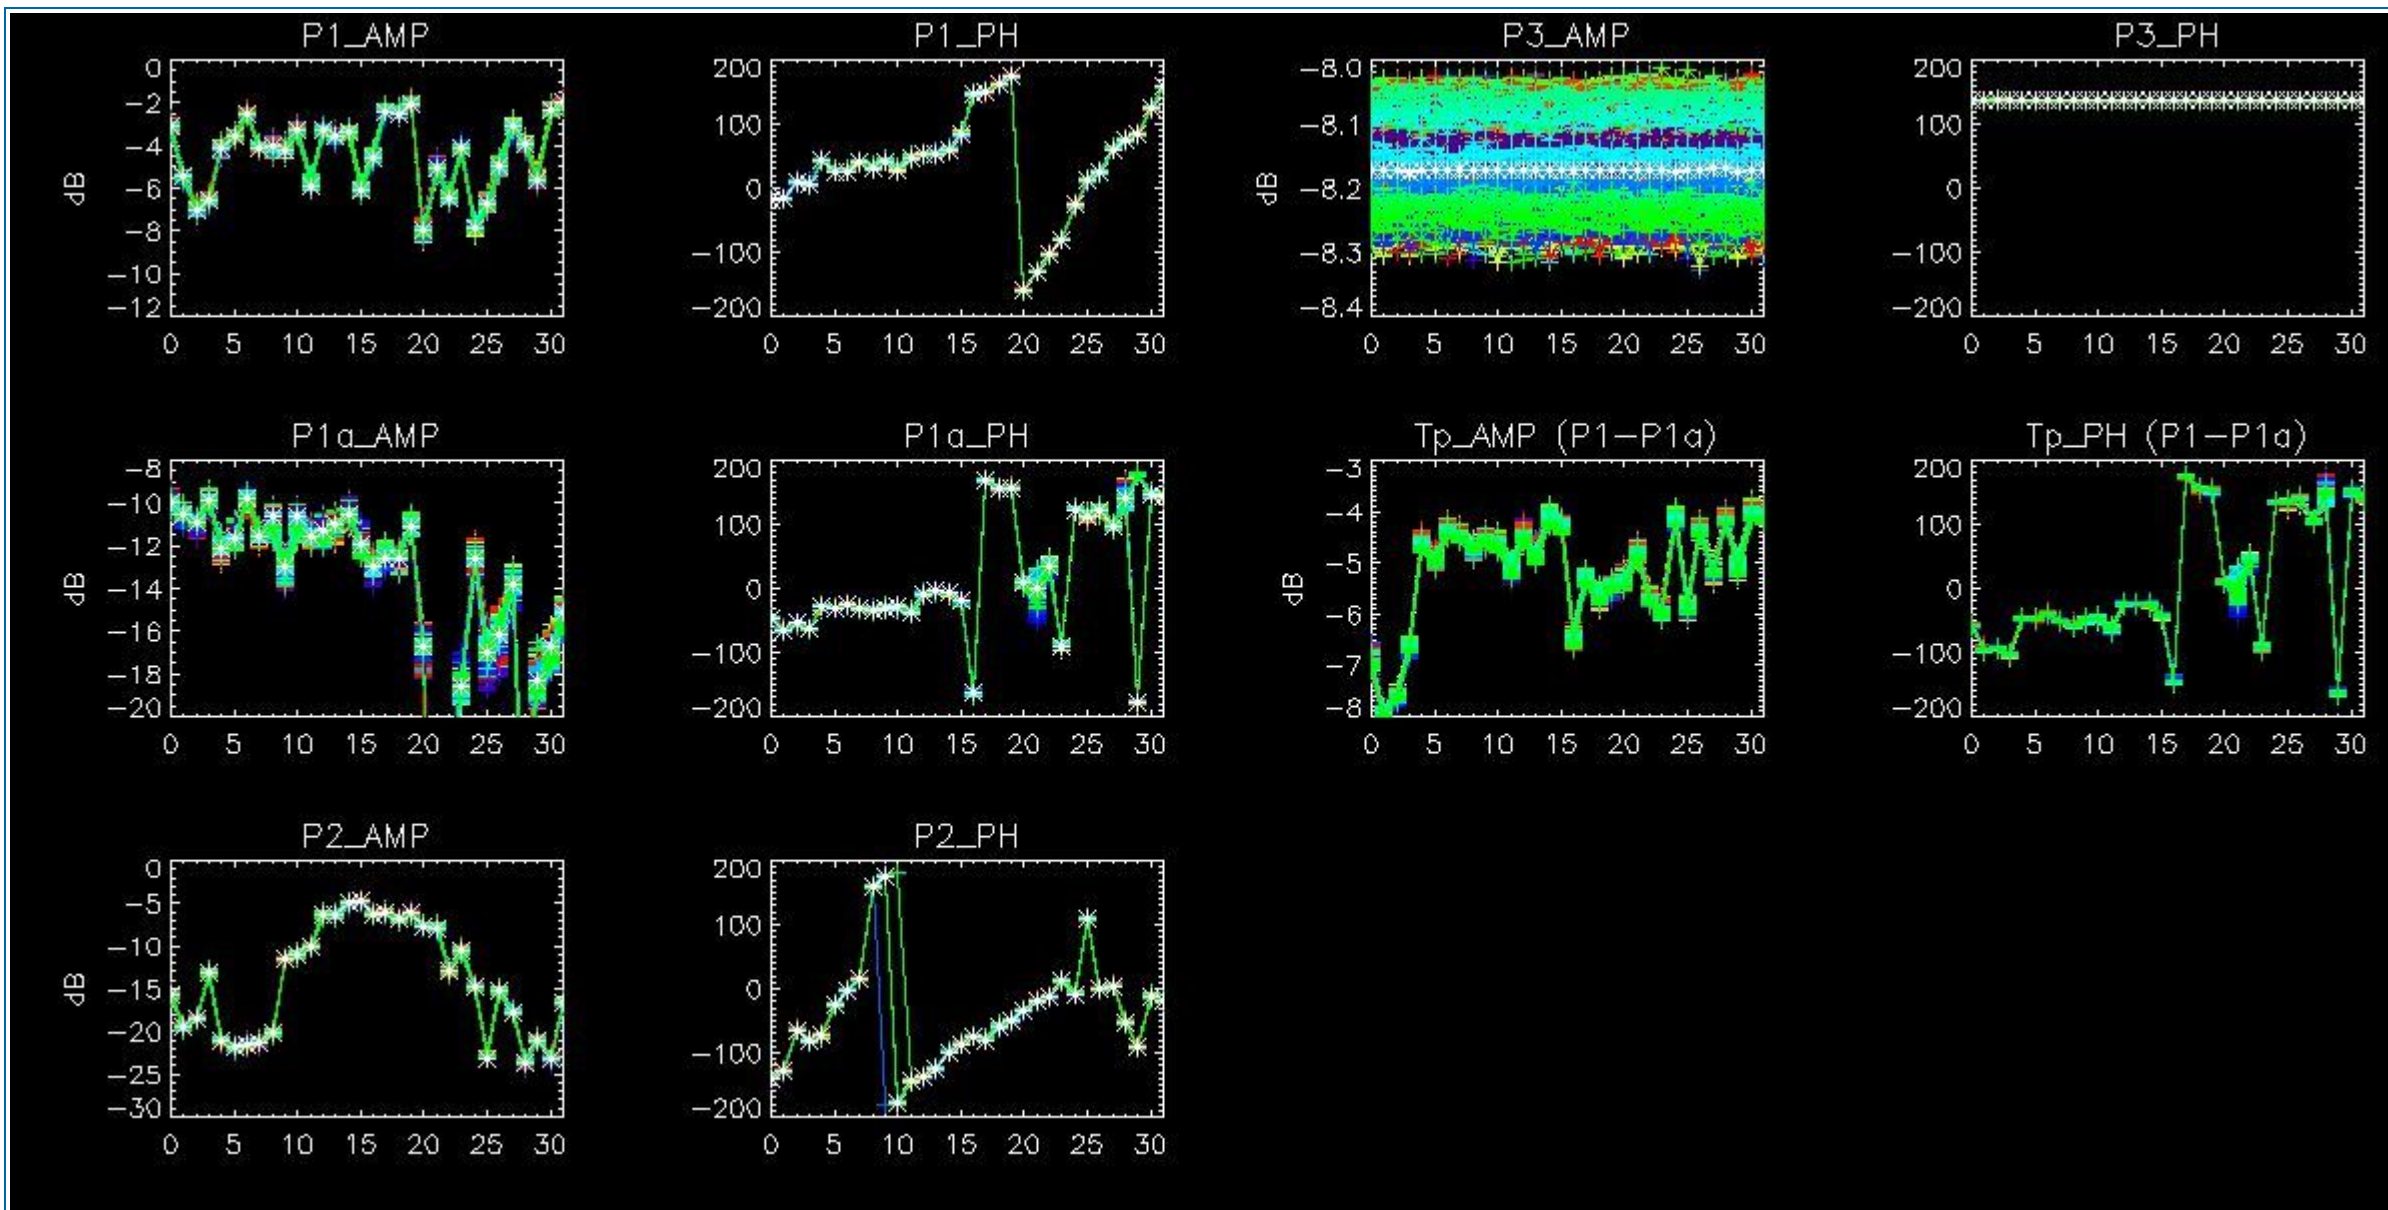 P1_AMP
P1_PH
P3_AMP
P3_PH
0
−2
−4
−6
−8
−10
−12
dB
0 5 10 15 20 25 30
200
100
0
−100
−200
0 5 10 15 20 25 30
−8.0
−8.1
−8.2
−8.3
−8.4
dB
0 5 10 15 20 25 30
200
100
0
−100
−200
0 5 10 15 20 25 30
P1a_AMP
P1a_PH
Tp_AMP (P1−P1a)
Tp_PH (P1−P1a)
−8
−10
−12
−14
−16
−18
−20
dB
0 5 10 15 20 25 30
200
100
0
−100
−200
0 5 10 15 20 25 30
−3
−4
−5
−6
−7
−8
dB
0 5 10 15 20 25 30
200
100
0
−100
−200
0 5 10 15 20 25 30
P2_AMP
P2_PH
0
−5
−10
−15
−20
−25
−30
dB
0 5 10 15 20 25 30
200
100
0
−100
−200
0 5 10 15 20 25 30